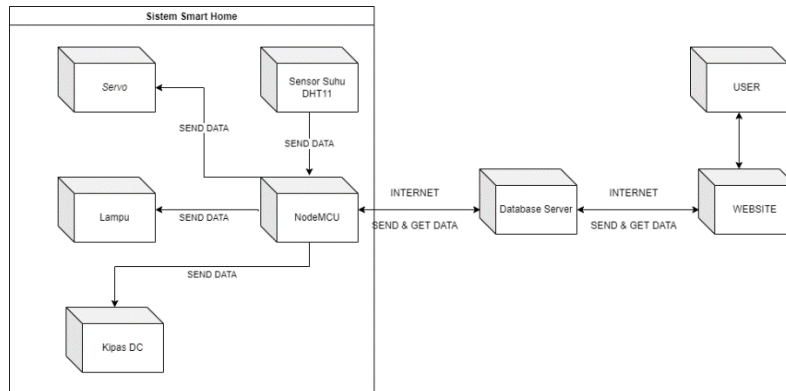 Sistem Smart Home
Servo
Sensor Suhu
DHT11
USER
SEND DATA
SEND DATA
Lampu
SEND DATA
NodeMCU
INTERNET
SEND & GET DATA
Database Server
INTERNET
SEND & GET DATA
WEBSITE
SEND DATA
Kipas DC